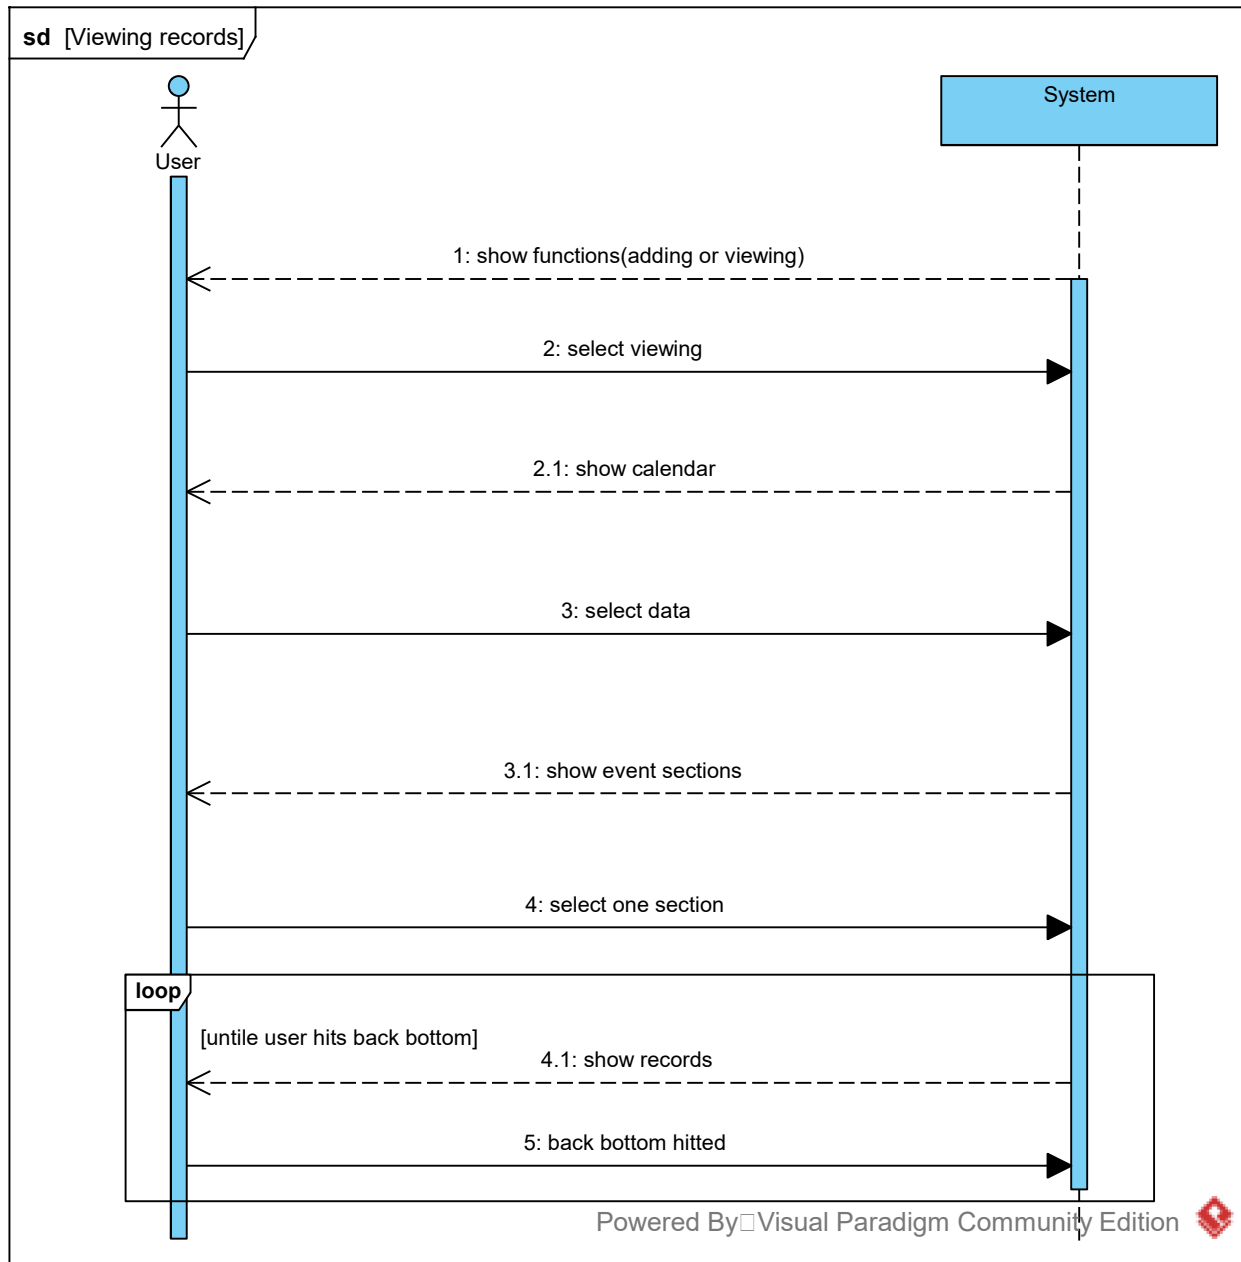 sd [Viewing records]
System
User
1: show functions(adding or viewing)
2: select viewing
2.1: show calendar
3: select data
3.1: show event sections
4: select one section
loop
[untile user hits back bottom]
4.1: show records
5: back bottom hitted
Powered By□Visual Paradigm Community Edition